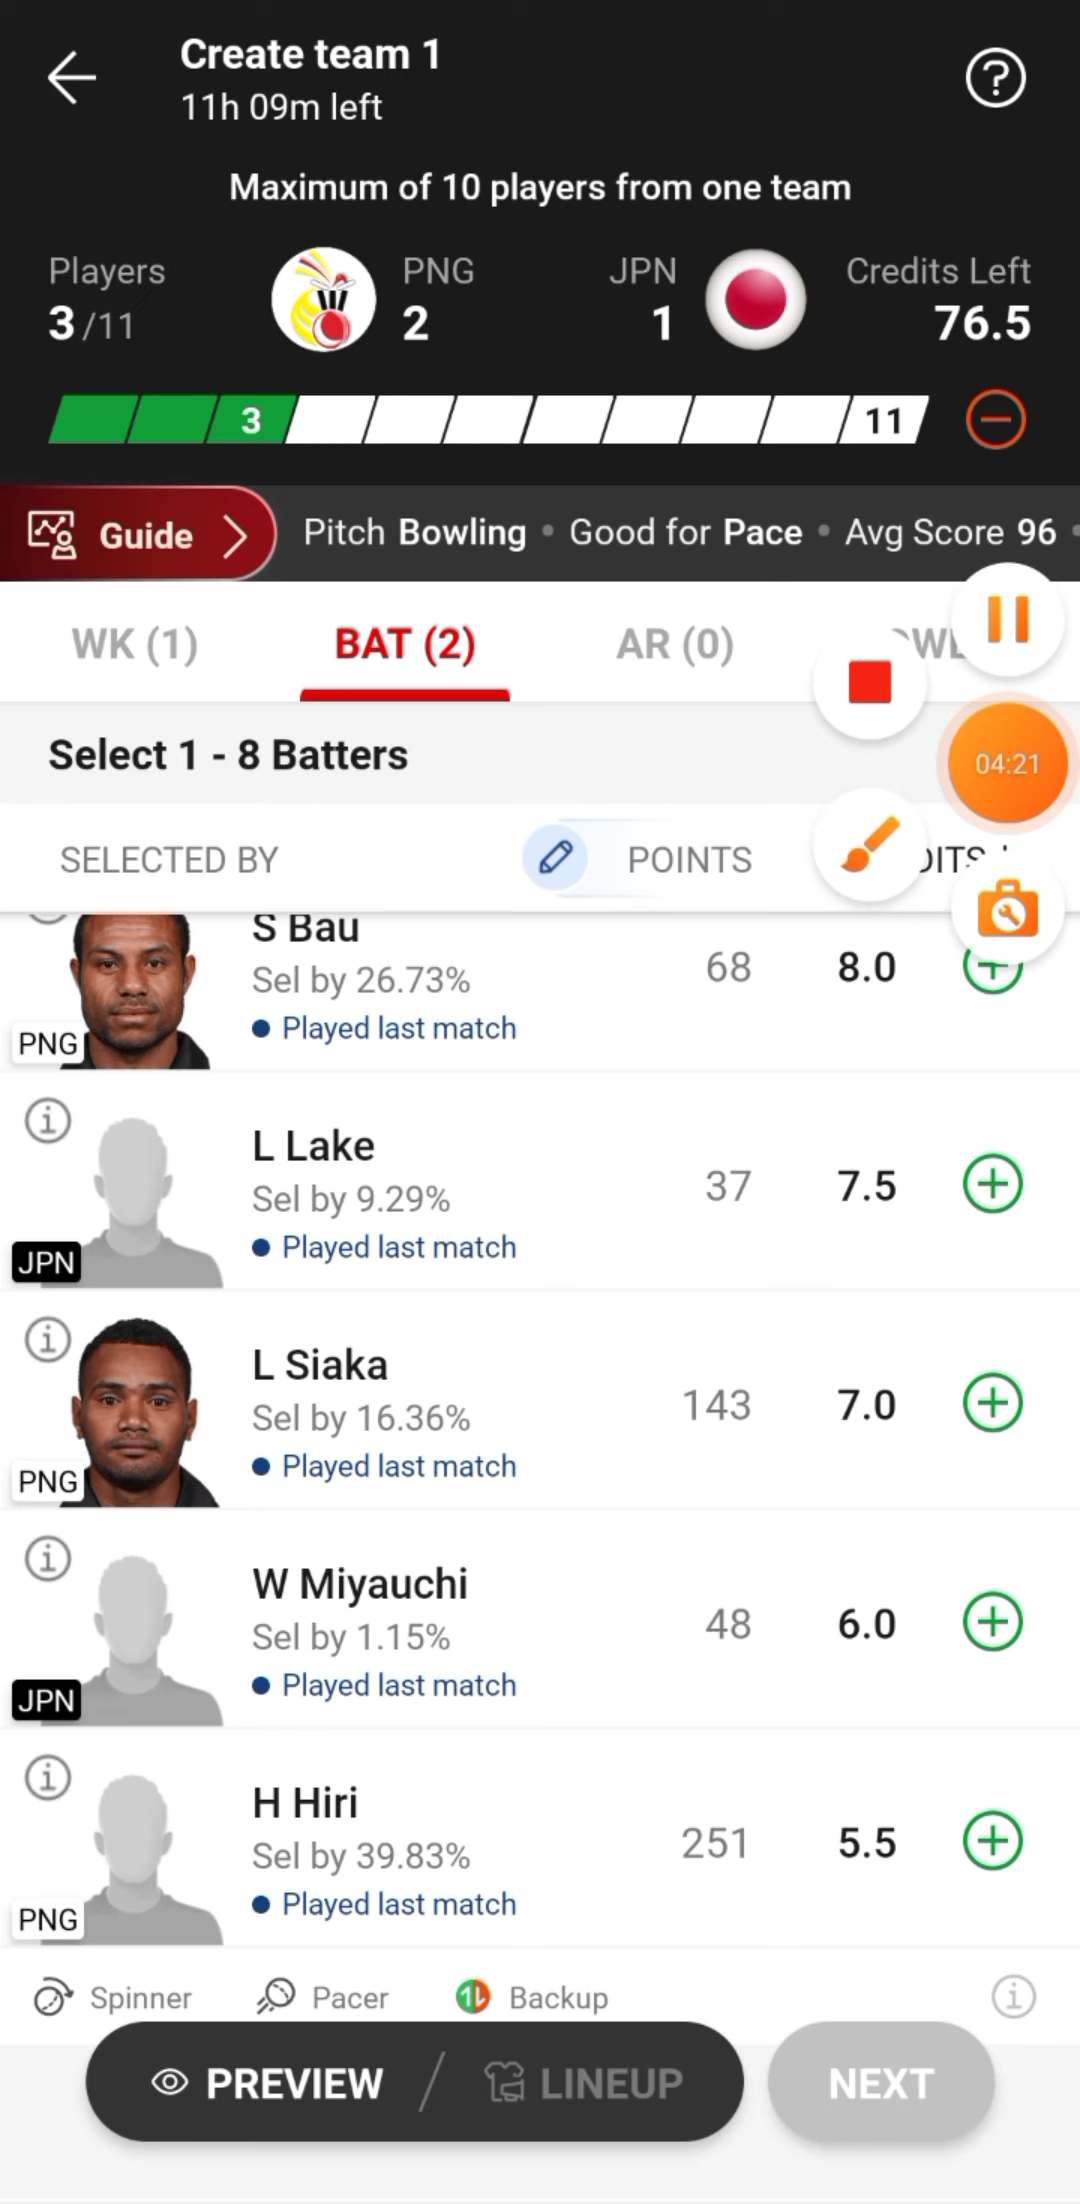 Create team 1
11h 09m left
Maximum of 10 players from one team
Players PNG JPN Credits Left
3/11 2 1 76.5
3 11
Guide Pitch Bowling • Good for Pace • Avg Score 96
WK (1) BAT (2) AR (0)
Select 1 - 8 Batters
04:21
SELECTED BY POINTS
S Bau
Sel by 26.73% 68 8.0
Played last match
PNG
L Lake
Sel by 9.29% 37 7.5
Played last match
JPN
L Siaka
Sel by 16.36% 143 7.0
Played last match
PNG
W Miyauchi
Sel by 1.15% 48 6.0
Played last match
JPN
H Hiri
Sel by 39.83% 251 5.5
Played last match
PNG
Spinner Pacer Backup
PREVIEW / LINEUP NEXT